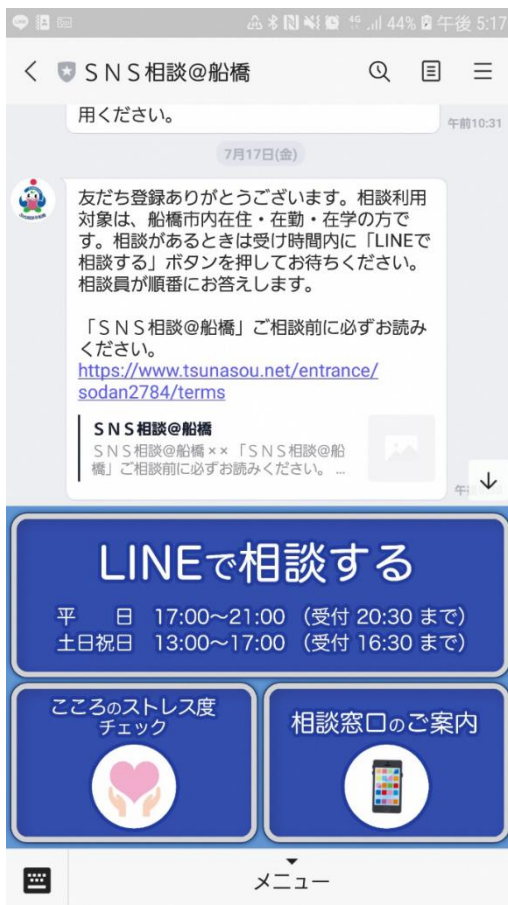 4G 44% 午後 5:17
SNS相談@船橋
用ください。
午前10:31
7月17日(金)
友だち登録ありがとうございます。相談利用
対象は、船橋市内在住・在勤・在学の方で
す。相談があるときは受け時間内に「LINEで
相談する」ボタンを押してお待ちください。
相談員が順番にお答えします。
「SNS相談@船橋」ご相談前に必ずお読み
ください。
https://www.tsunasou.net/entrance/
sodan2784/terms
SNS相談@船橋
SNS相談@船橋××「SNS相談@船
橋」ご相談前に必ずお読みください。 ...
LINEで相談する
平 日 17:00〜21:00 (受付 20:30 まで)
土日祝日 13:00〜17:00 (受付 16:30 まで)
こころのストレス度
チェック
相談窓口のご案内
メニュー